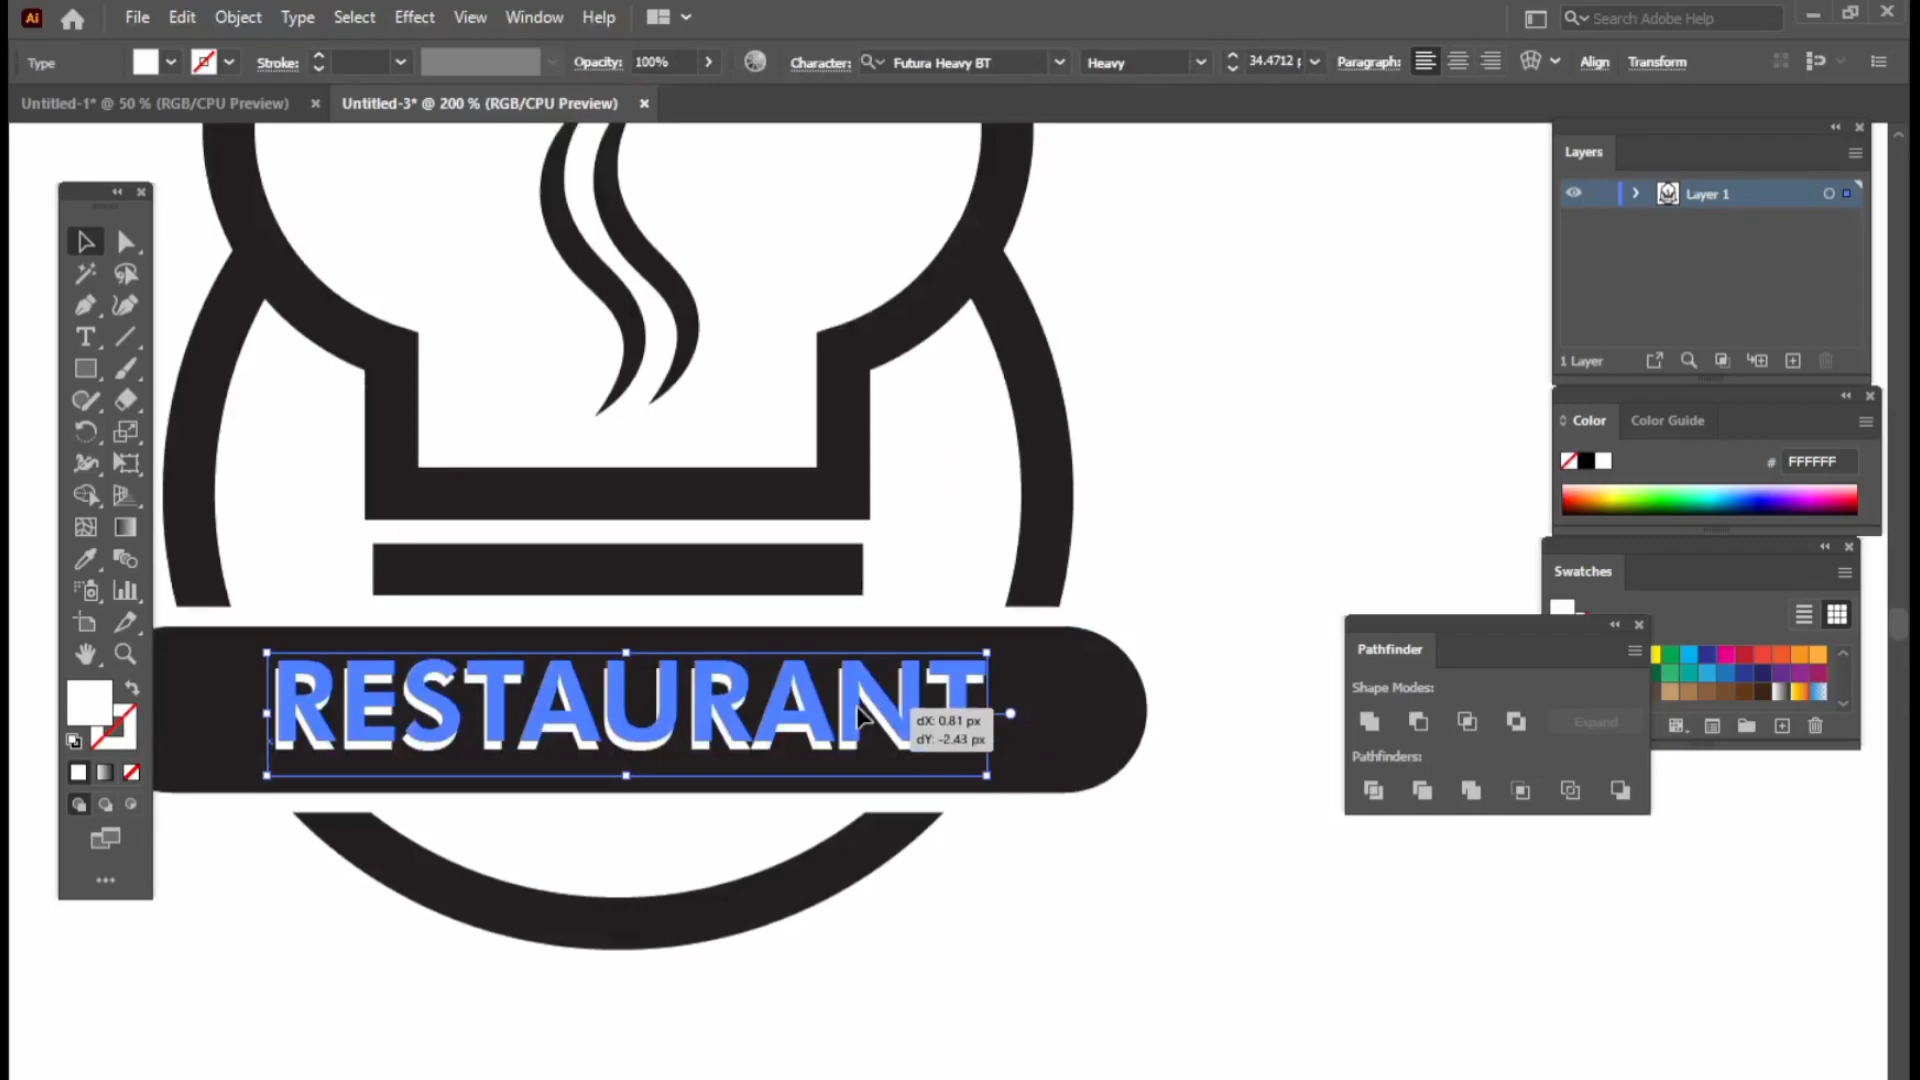 Ai File Edit Object Type Select Effect View Window Help Search Adobe Help
Type Stroke: Opacity: 100% Character: Futura Heavy BT Heavy 34.4712 p Paragraph: Align Transform
Untitled-1* @ 50 % (RGB/CPU Preview) × Untitled-3* @ 200 % (RGB/CPU Preview) ×
Layers
Layer 1
1 Layer
Color Color Guide
# FFFFFF
Swatches
Pathfinder
Shape Modes:
Expand
Pathfinders:
RESTAURANT
dX: 0.81 px
dY: -2.43 px